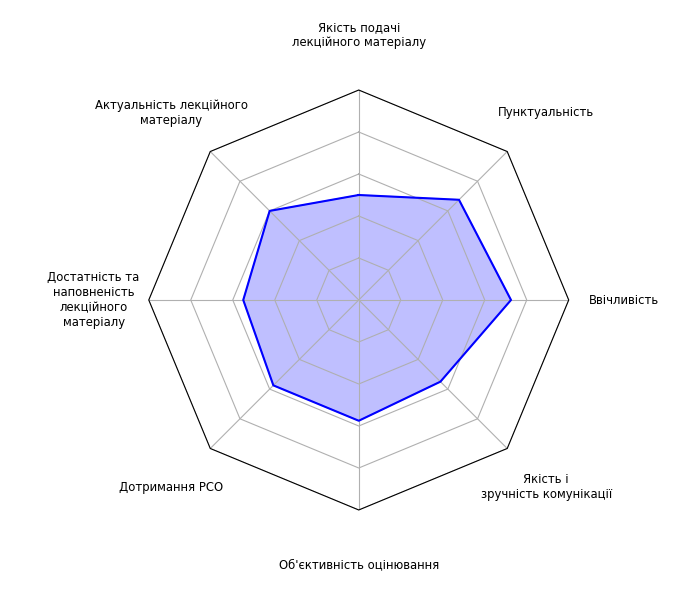 Якість подачі
лекційного матеріалу
Актуальність лекційного
матеріалу
Пунктуальність
Достатність та
наповненість
лекційного
матеріалу
Ввічливість
Дотримання РСО
Якість і
зручність комунікації
Об'єктивність оцінювання